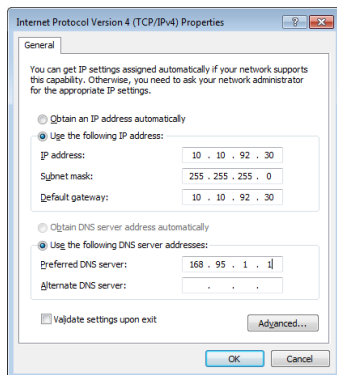 Internet Protocol Version 4 (TCP/IPv4) Properties
General
You can get IP settings assigned automatically if your network supports
this capability. Otherwise, you need to ask your network administrator
for the appropriate IP settings.
Obtain an IP address automatically
Use the following IP address:
IP address: 10 . 10 . 92 . 30
Subnet mask: 255 . 255 . 255 . 0
Default gateway: 10 . 10 . 92 . 30
Obtain DNS server address automatically
Use the following DNS server addresses:
Preferred DNS server: 168 . 95 . 1 . 1
Alternate DNS server: . . .
Validate settings upon exit
Advanced...
OK Cancel